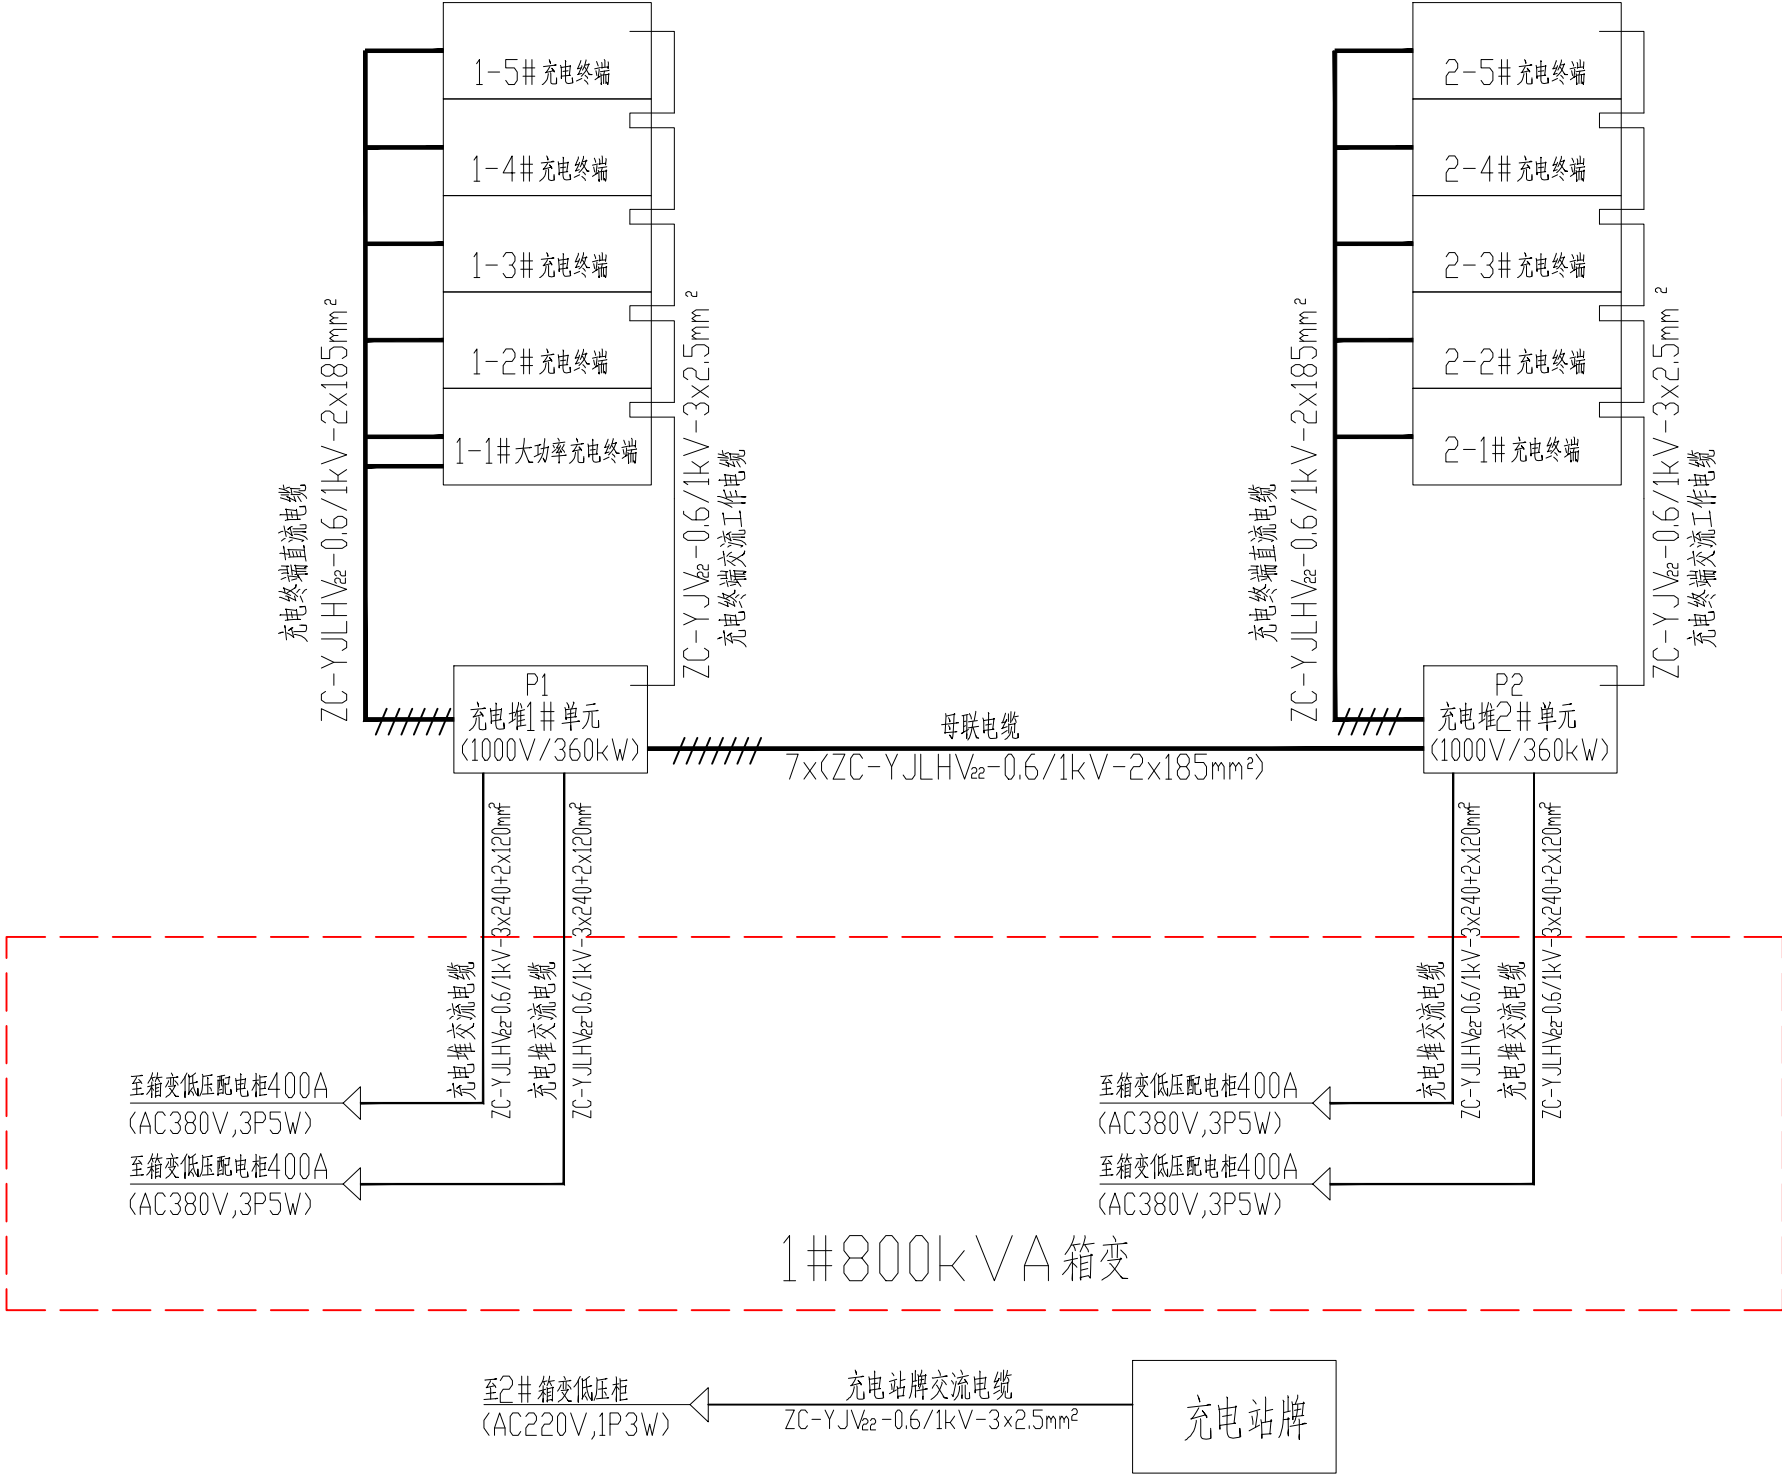 1-5#充电终端
1-4#充电终端
1-3#充电终端
1-2#充电终端
1-1#大功率充电终端
充电终端直流电缆
ZC-YJLHV22-0.6/1kV-2x185mm²
ZC-YJV22-0.6/1kV-3x2.5mm²
充电终端交流工作电缆
2-5#充电终端
2-4#充电终端
2-3#充电终端
2-2#充电终端
2-1#充电终端
充电终端直流电缆
ZC-YJLHV22-0.6/1kV-2x185mm²
ZC-YJV22-0.6/1kV-3x2.5mm²
充电终端交流工作电缆
P1
充电堆1#单元
(1000V/360kW)
母联电缆
7x(ZC-YJLHV22-0.6/1kV-2x185mm²)
P2
充电堆2#单元
(1000V/360kW)
充电堆交流电缆
ZC-YJLHV22-0.6/1kV-3x240+2x120mm²
充电堆交流电缆
ZC-YJLHV22-0.6/1kV-3x240+2x120mm²
充电堆交流电缆
ZC-YJLHV22-0.6/1kV-3x240+2x120mm²
充电堆交流电缆
ZC-YJLHV22-0.6/1kV-3x240+2x120mm²
至箱变低压配电柜400A
(AC380V,3P5W)
至箱变低压配电柜400A
(AC380V,3P5W)
至箱变低压配电柜400A
(AC380V,3P5W)
至箱变低压配电柜400A
(AC380V,3P5W)
1#800kVA箱变
至2#箱变低压柜
(AC220V,1P3W)
充电站牌交流电缆
ZC-YJV22-0.6/1kV-3x2.5mm²
充电站牌